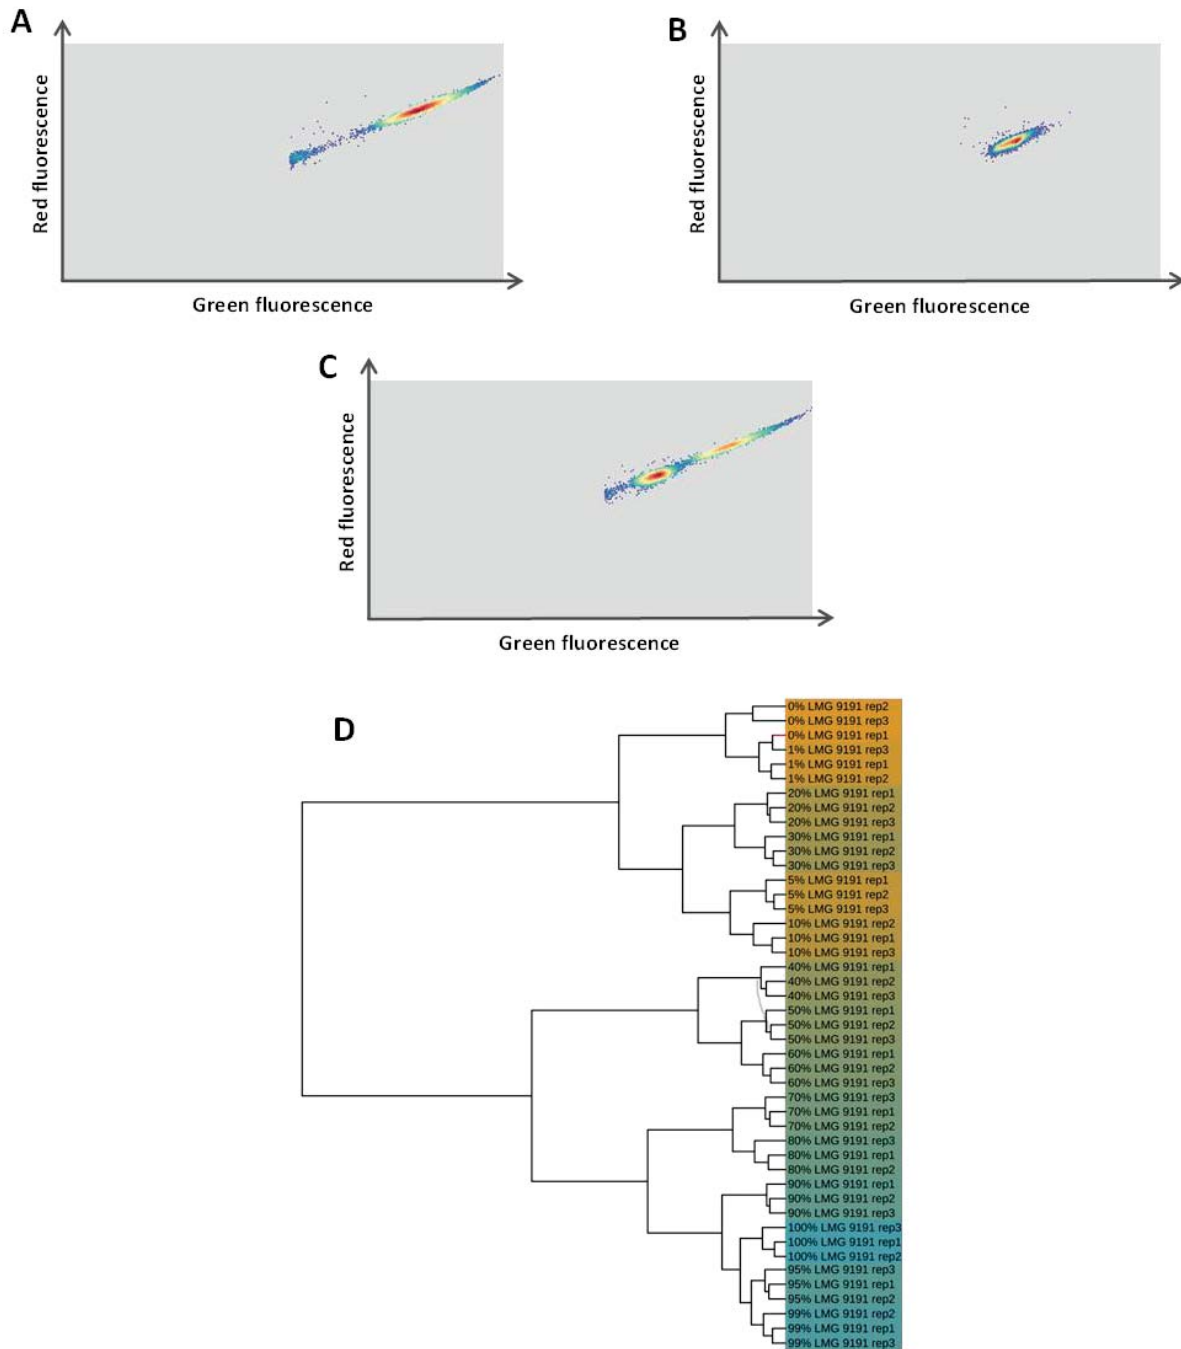 A
Red fluorescence
Green fluorescence
B
Red fluorescence
Green fluorescence
C
Red fluorescence
Green fluorescence
D
0% LMG 9191 rep2
0% LMG 9191 rep3
0% LMG 9191 rep1
1% LMG 9191 rep3
1% LMG 9191 rep1
1% LMG 9191 rep2
20% LMG 9191 rep1
20% LMG 9191 rep2
20% LMG 9191 rep3
30% LMG 9191 rep1
30% LMG 9191 rep2
30% LMG 9191 rep3
5% LMG 9191 rep1
5% LMG 9191 rep2
5% LMG 9191 rep3
10% LMG 9191 rep2
10% LMG 9191 rep1
10% LMG 9191 rep3
40% LMG 9191 rep1
40% LMG 9191 rep2
40% LMG 9191 rep3
50% LMG 9191 rep1
50% LMG 9191 rep2
50% LMG 9191 rep3
60% LMG 9191 rep1
60% LMG 9191 rep2
60% LMG 9191 rep3
70% LMG 9191 rep3
70% LMG 9191 rep1
70% LMG 9191 rep2
80% LMG 9191 rep3
80% LMG 9191 rep1
80% LMG 9191 rep2
90% LMG 9191 rep1
90% LMG 9191 rep2
90% LMG 9191 rep3
100% LMG 9191 rep3
100% LMG 9191 rep1
100% LMG 9191 rep2
95% LMG 9191 rep3
95% LMG 9191 rep1
95% LMG 9191 rep2
99% LMG 9191 rep2
99% LMG 9191 rep1
99% LMG 9191 rep3